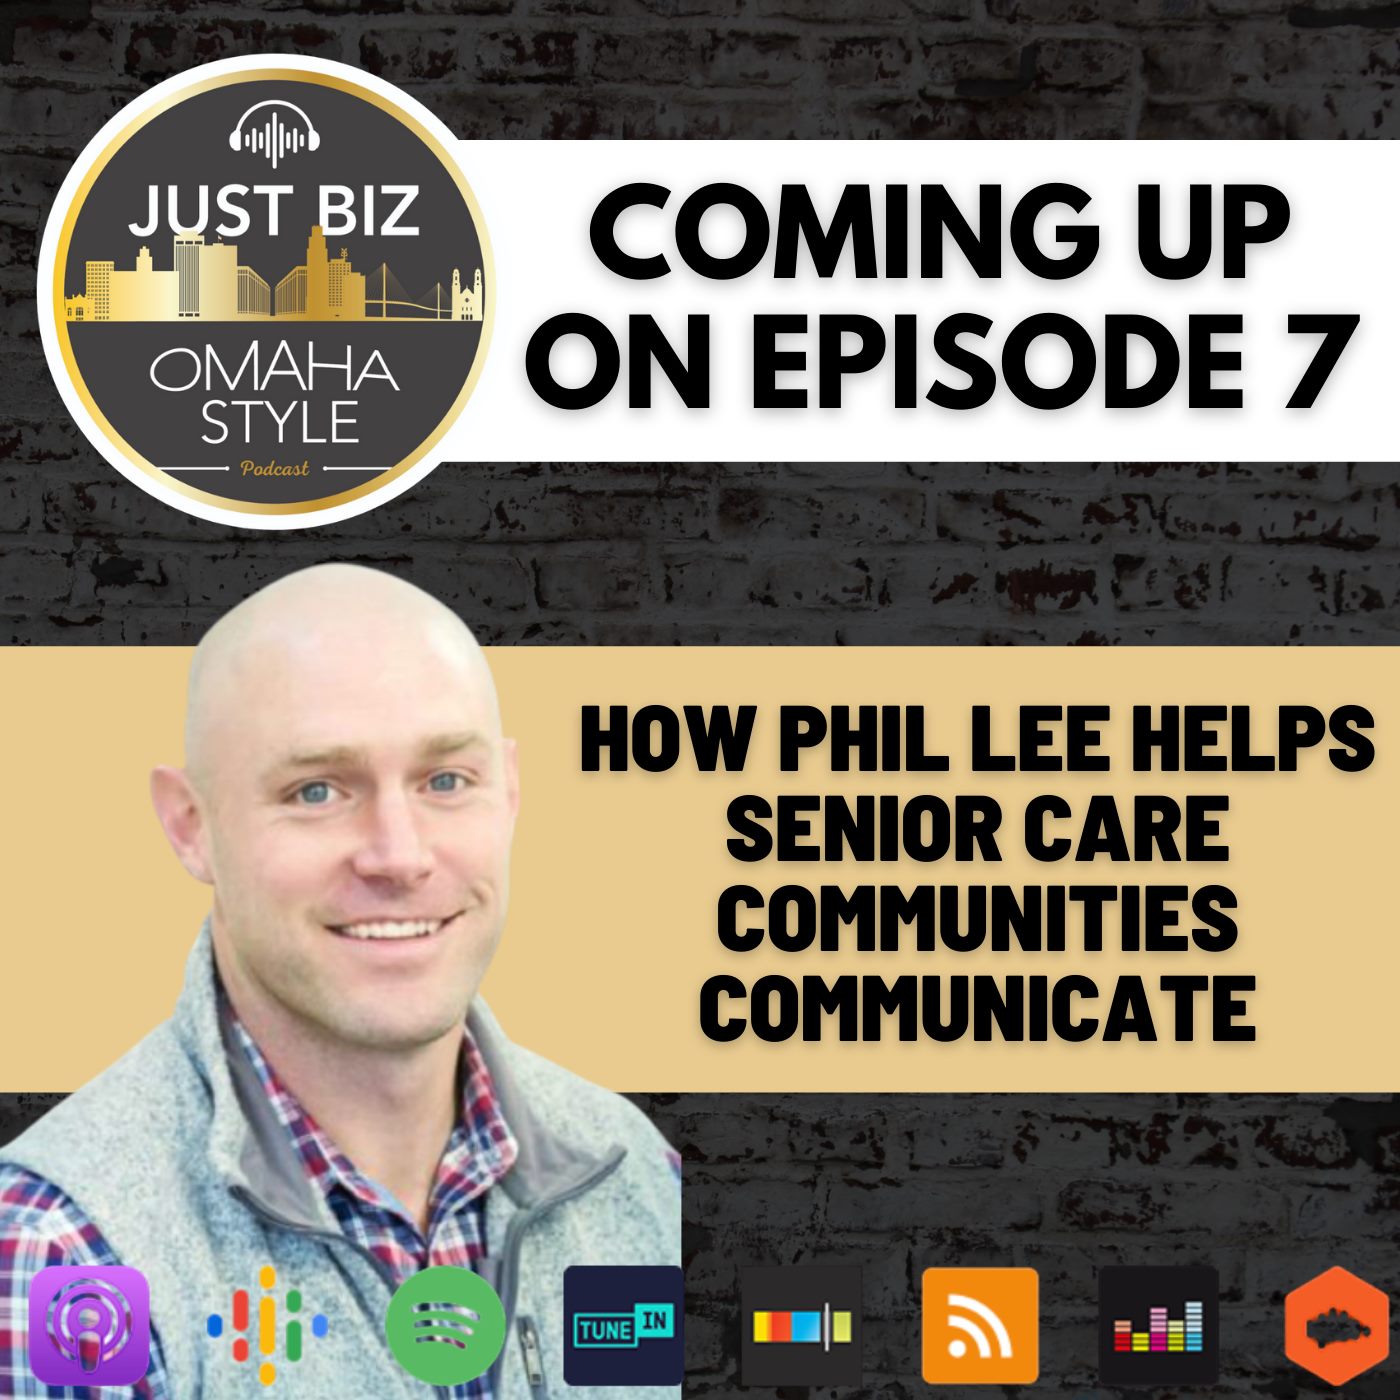 JUST BIZ
OMAHA
STYLE
Podcast
COMING UP
ON EPISODE 7
HOW PHIL LEE HELPS
SENIOR CARE
COMMUNITIES
COMMUNICATE
TUNE IN